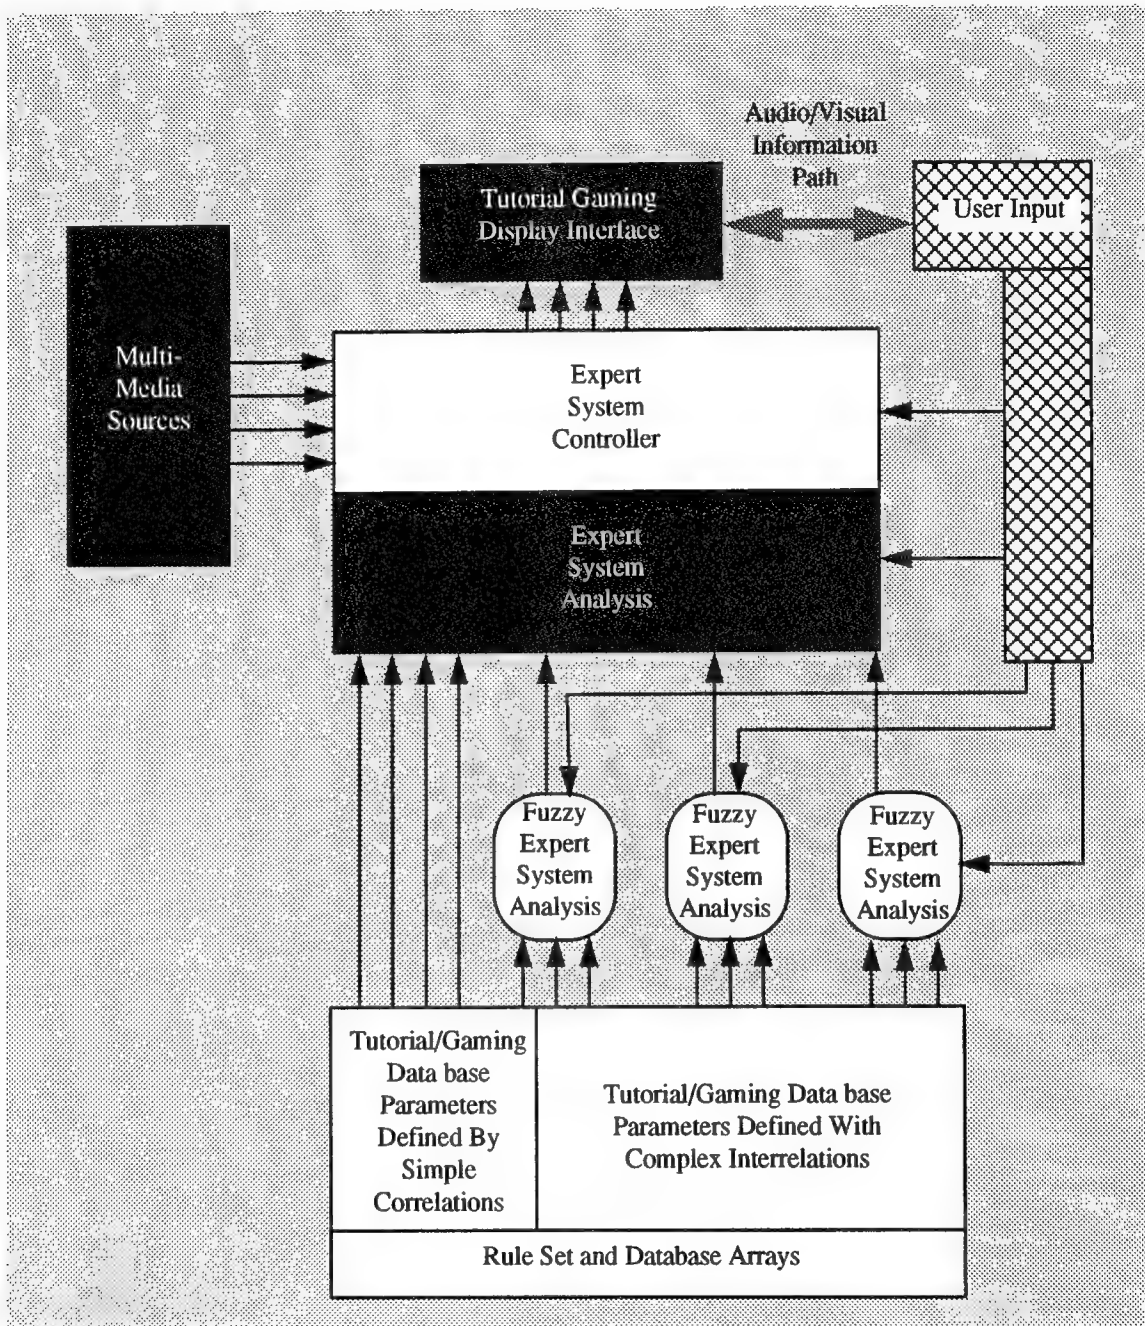 Audio/Visual
Information
Path
Tutorial Gaming
Display Interface
User Input
Multi-
Media
Sources
Expert
System
Controller
Expert
System
Analysis
Fuzzy
Expert
System
Analysis
Fuzzy
Expert
System
Analysis
Fuzzy
Expert
System
Analysis
Tutorial/Gaming
Data base
Parameters
Defined By
Simple
Correlations
Tutorial/Gaming Data base
Parameters Defined With
Complex Interrelations
Rule Set and Database Arrays